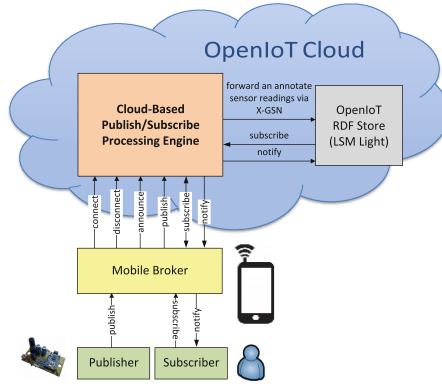 OpenIoT Cloud
Cloud-Based
Publish/Subscribe
Processing Engine
forward an annotate
sensor readings via
X-GSN
subscribe
notify
OpenIoT
RDF Store
(LSM Light)
connect
disconnect
announce
publish
subscribe
notify
Mobile Broker
publish
subscribe
notify
Publisher
Subscriber